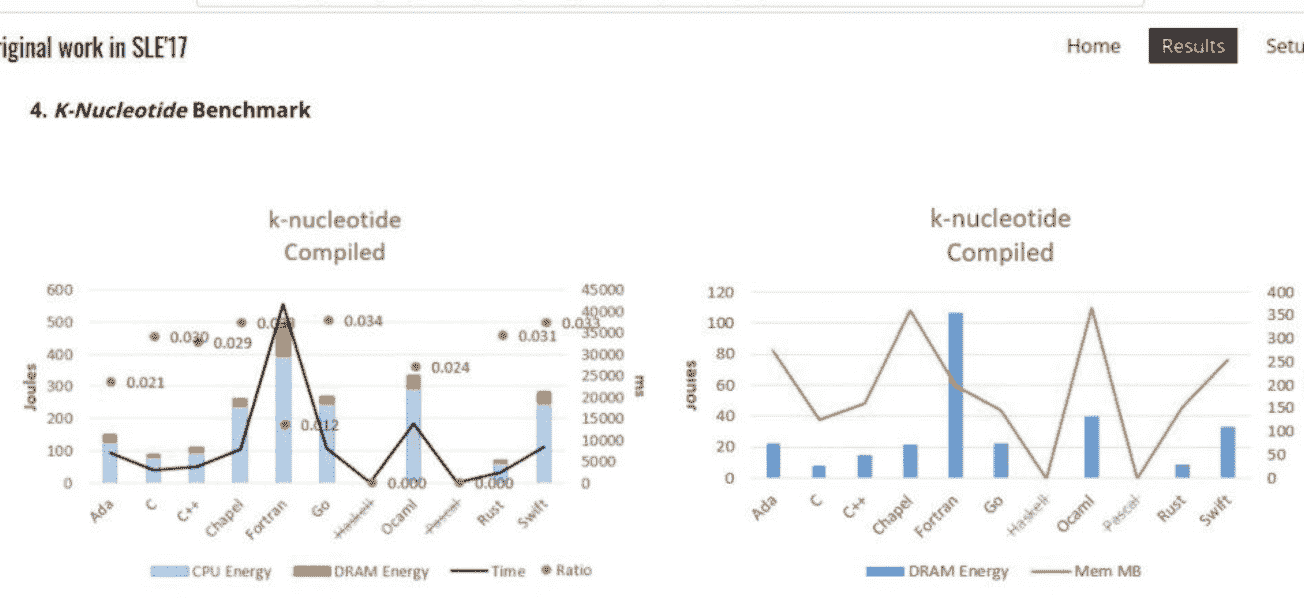 riginal work in SLE'17
Home Results Setu
4. K-Nucleotide Benchmark
k-nucleotide
Compiled
600
500
400
300
200
100
0
Joules
45000
40000
35000
30000
25000
20000
15000
10000
5000
0
ms
0.021
0.030
0.029
0.012
0.034
0.000
0.024
0.000
0.031
0.033
Ada
C
C++
Chapel
Fortran
Go
Haskell
Ocaml
Pascal
Rust
Swift
CPU Energy DRAM Energy Time Ratio
k-nucleotide
Compiled
120
100
80
60
40
20
0
Joules
400
350
300
250
200
150
100
50
0
Ada
C
C++
Chapel
Fortran
Go
Haskell
Ocaml
Pascal
Rust
Swift
DRAM Energy Mem MB